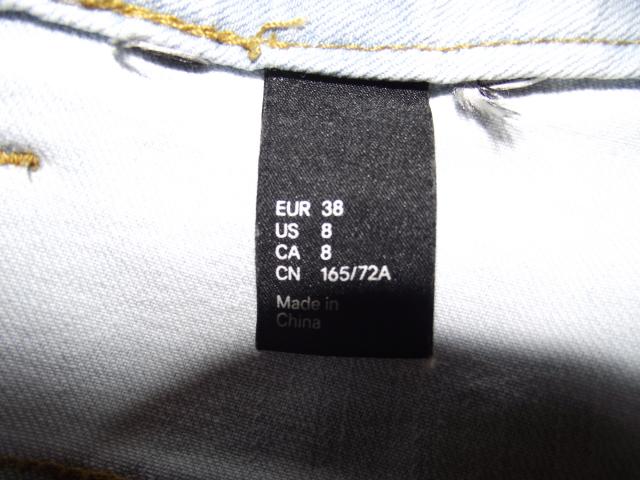 EUR 38
US 8
CA 8
CN 165/72A
Made in
China